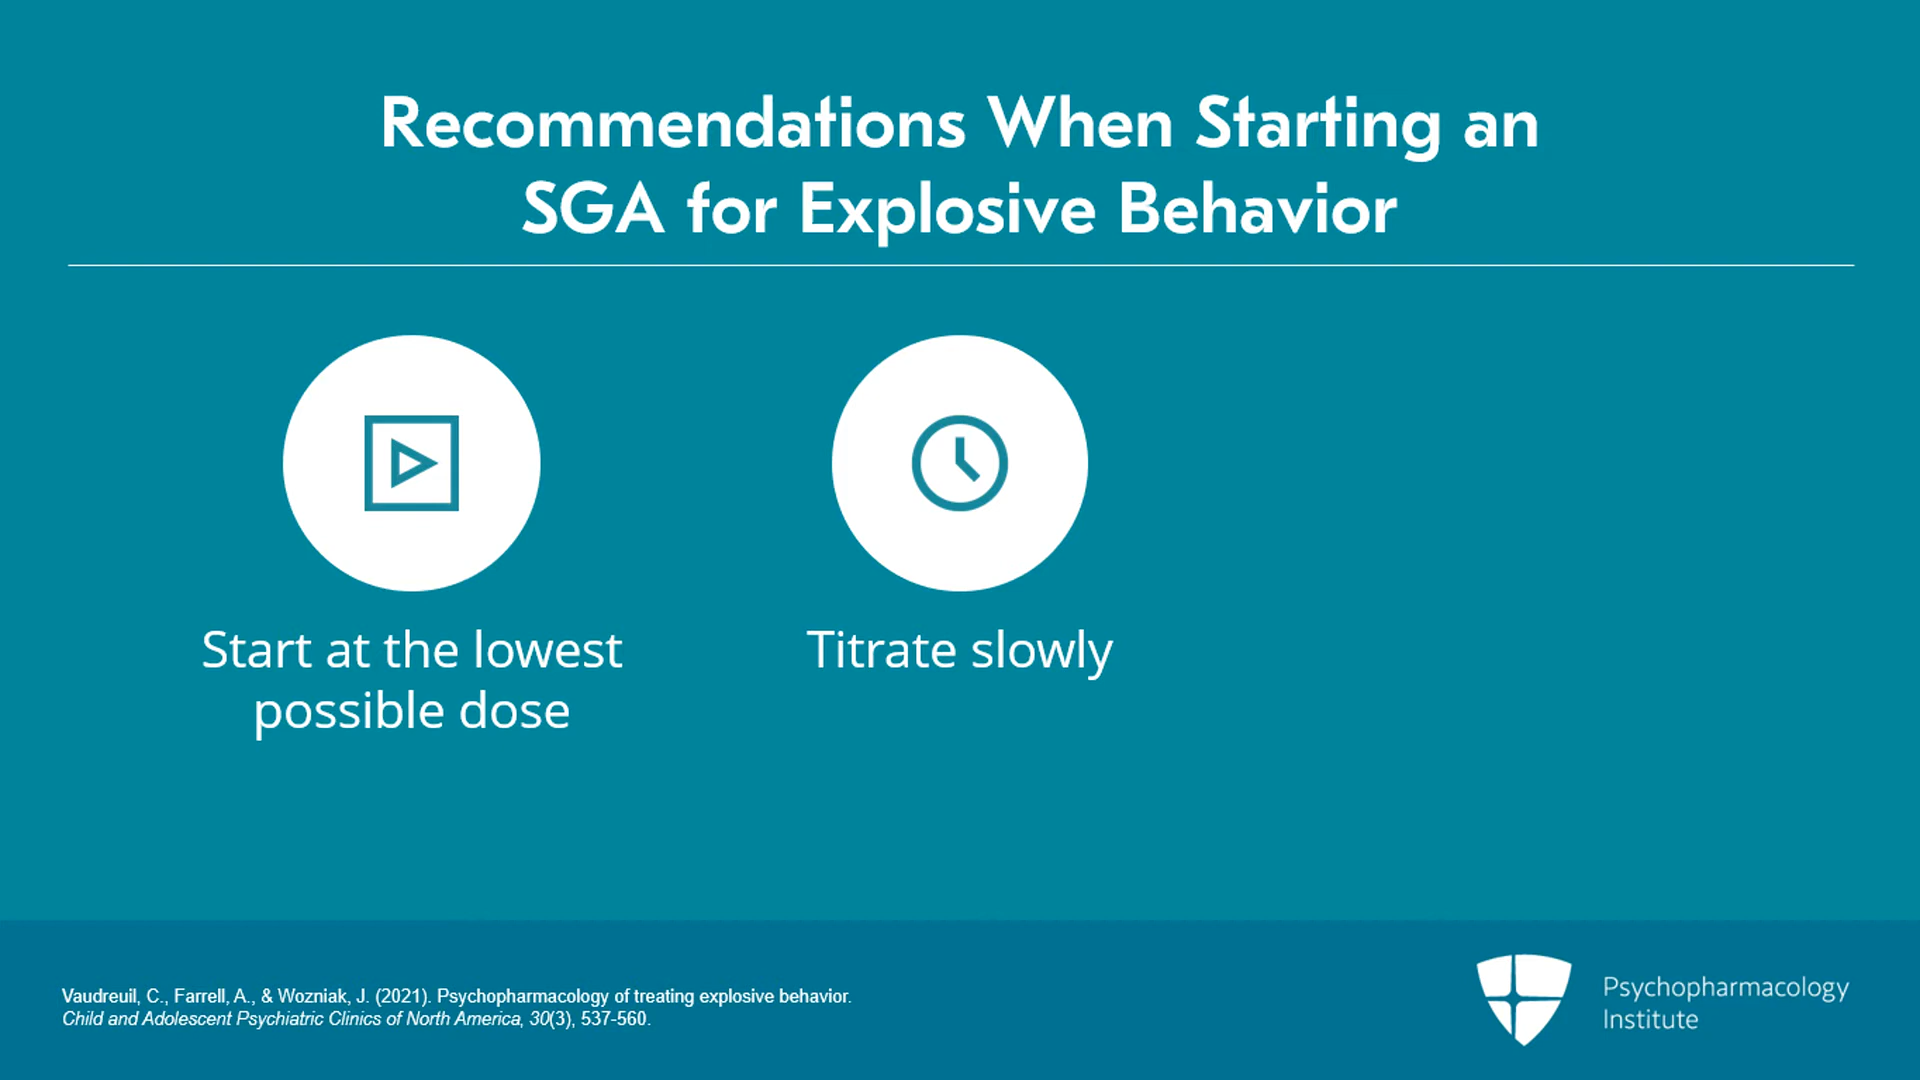 Recommendations When Starting an
SGA for Explosive Behavior
Start at the lowest
possible dose
Titrate slowly
Vaudreuil, C., Farrell, A., & Wozniak, J. (2021). Psychopharmacology of treating explosive behavior.
Child and Adolescent Psychiatric Clinics of North America, 30(3), 537-560.
Psychopharmacology
Institute